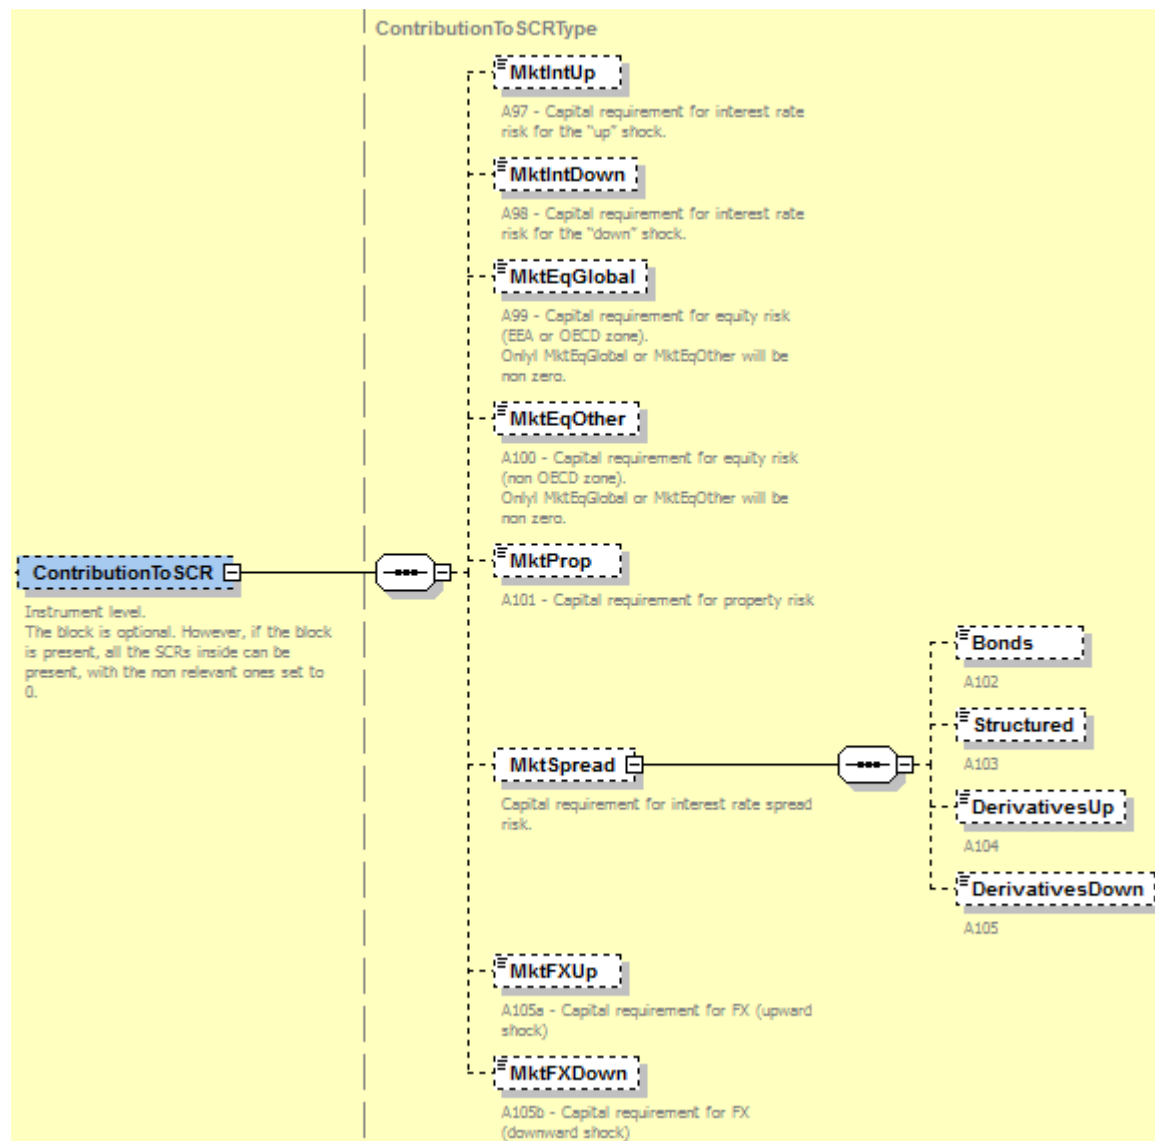 ContributionToSCRType
MktIntUp
A97 - Capital requirement for interest rate
risk for the "up" shock.
MktIntDown
A98 - Capital requirement for interest rate
risk for the "down" shock.
MktEqGlobal
A99 - Capital requirement for equity risk
(EEA or OECD zone).
Onlyl MktEqGlobal or MktEqOther will be
non zero.
MktEqOther
A100 - Capital requirement for equity risk
(non OECD zone).
Onlyl MktEqGlobal or MktEqOther will be
non zero.
ContributionToSCR
Instrument level.
The block is optional. However, if the block
is present, all the SCRs inside can be
present, with the non relevant ones set to
0.
MktProp
A101 - Capital requirement for property risk
MktSpread
Capital requirement for interest rate spread
risk.
Bonds
A102
Structured
A103
DerivativesUp
A104
DerivativesDown
A105
MktFXUp
A105a - Capital requirement for FX (upward
shock)
MktFXDown
A105b - Capital requirement for FX
(downward shock)